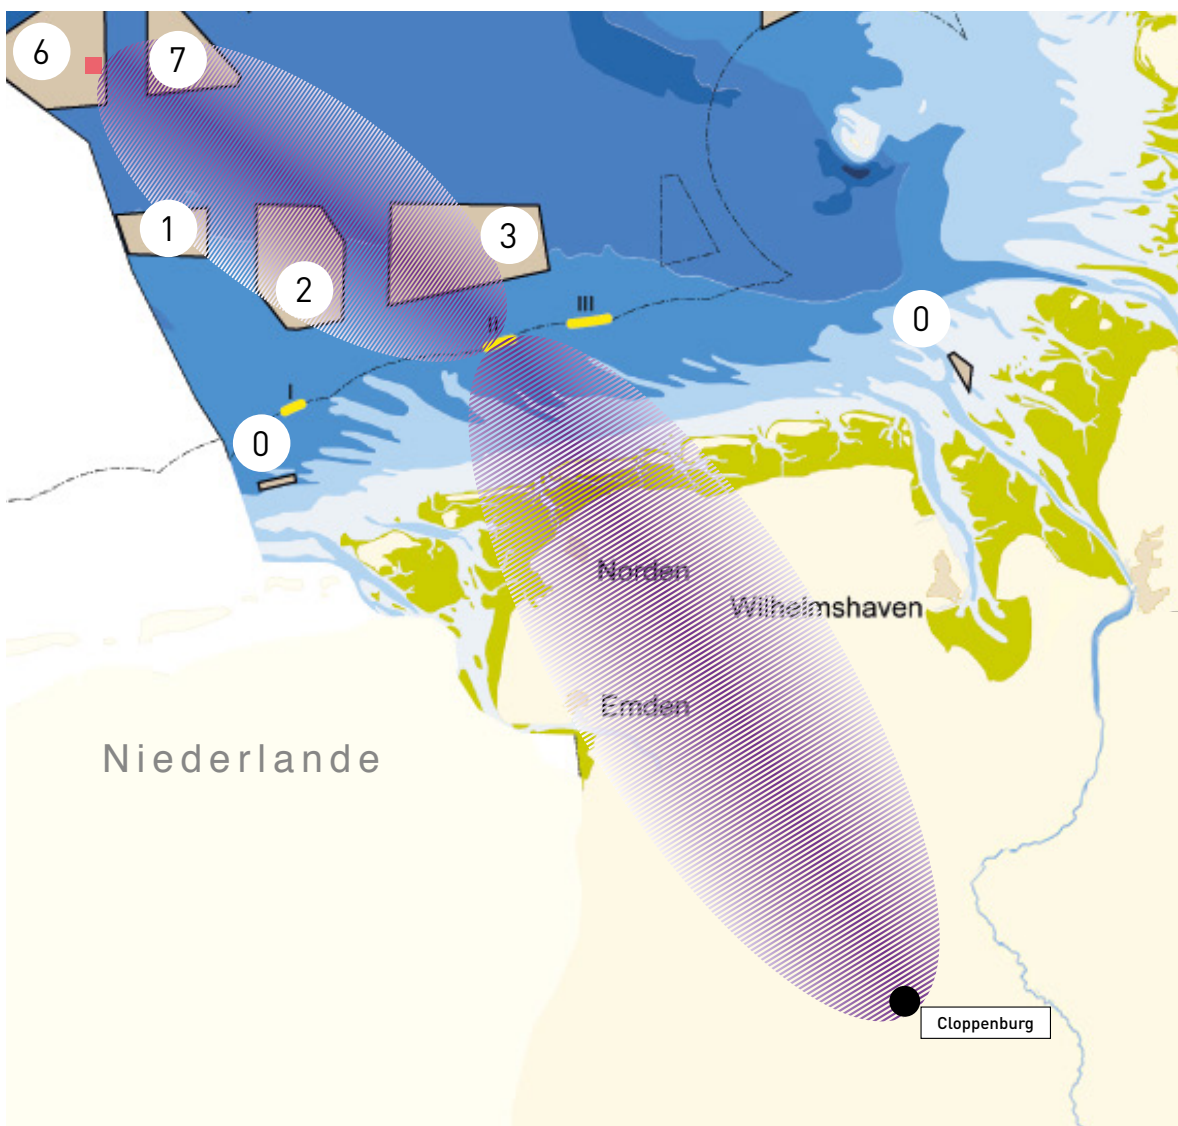 6
7
1
2
3
III
II
0
I
0
Norden
Wilhelmshaven
Emden
Niederlande
Cloppenburg